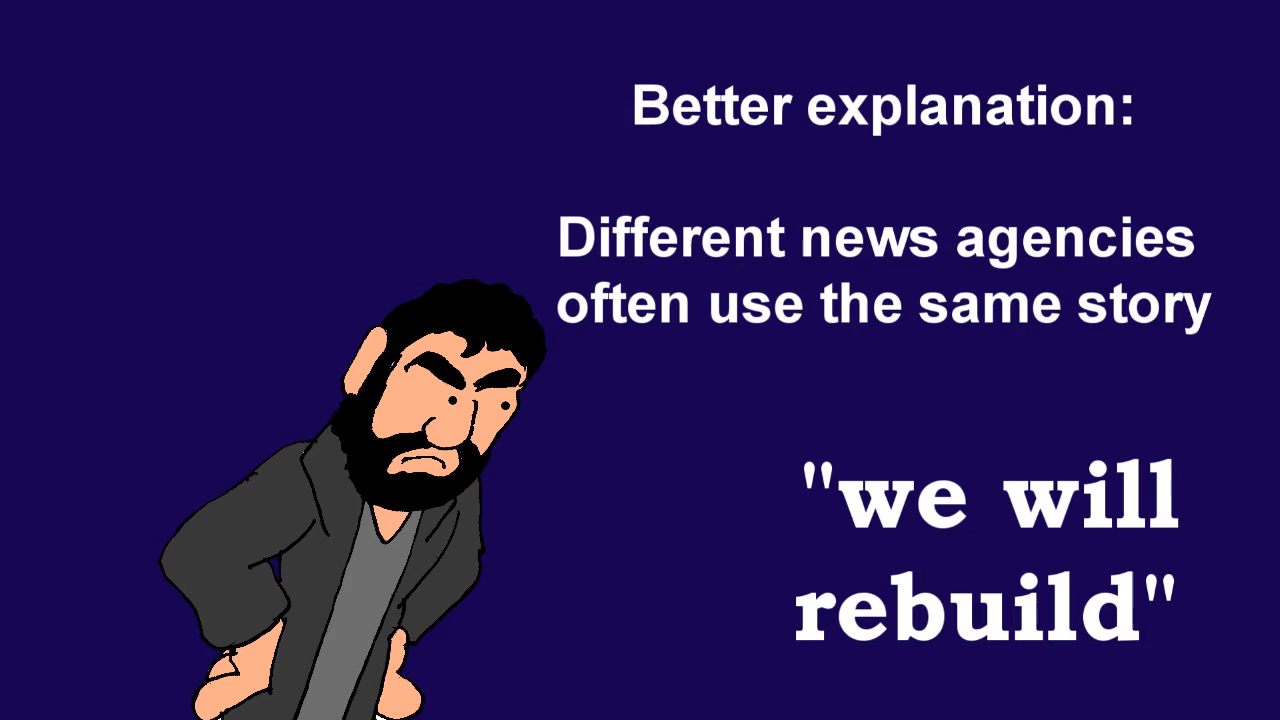 Better explanation:
Different news agencies
often use the same story
"we will
rebuild"